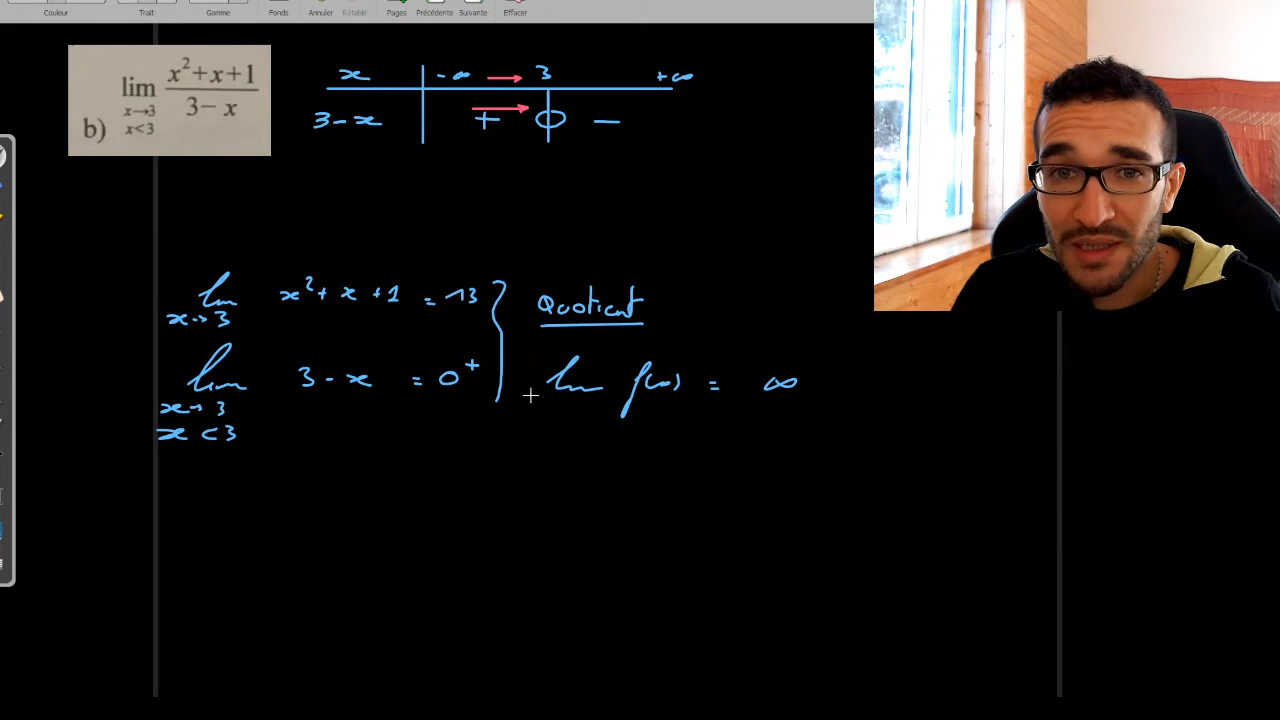 Couleur Trait Gomme Fonds Annuler Rétablir Pages Précédente Suivante Effacer
b) lim x→3 x<3 x²+x+1 / 3−x
x -∞ → 3 +∞
3-x → + 0 -
lim x→3 x²+x+1 = 13
Quotient
lim x→3 x<3 3-x = 0⁺
lim f(x) = ∞